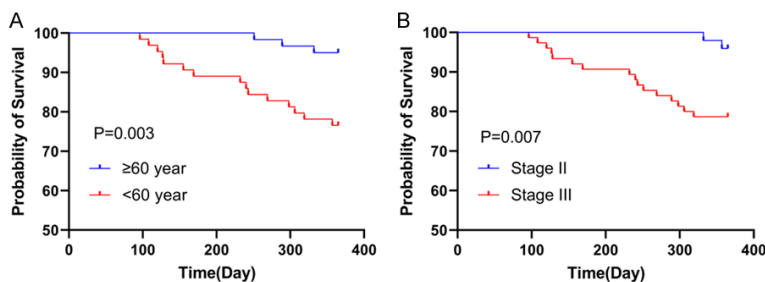 A
Probability of Survival
100
90
80
70
60
50
P=0.003
≥60 year
<60 year
0
100
200
300
400
Time(Day)
B
Probability of Survival
100
90
80
70
60
50
P=0.007
Stage II
Stage III
0
100
200
300
400
Time(Day)